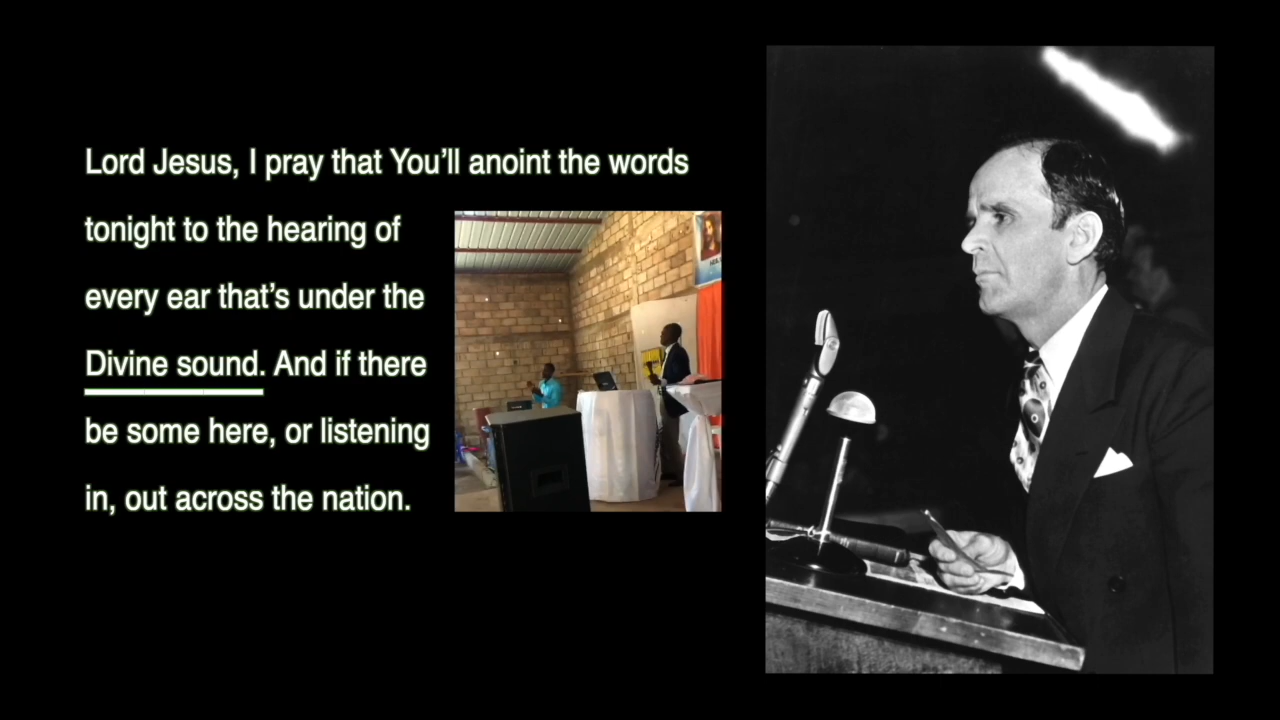 Lord Jesus, I pray that You’ll anoint the words
tonight to the hearing of
every ear that’s under the
Divine sound. And if there
be some here, or listening
in, out across the nation.